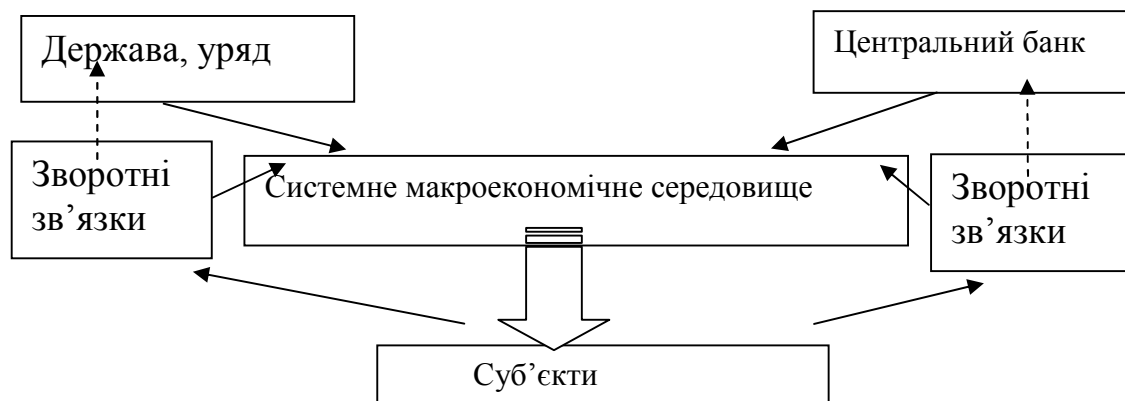 Держава, уряд
Центральний банк
Зворотні
зв’язки
Системне макроекономічне середовище
Зворотні
зв’язки
Суб’єкти